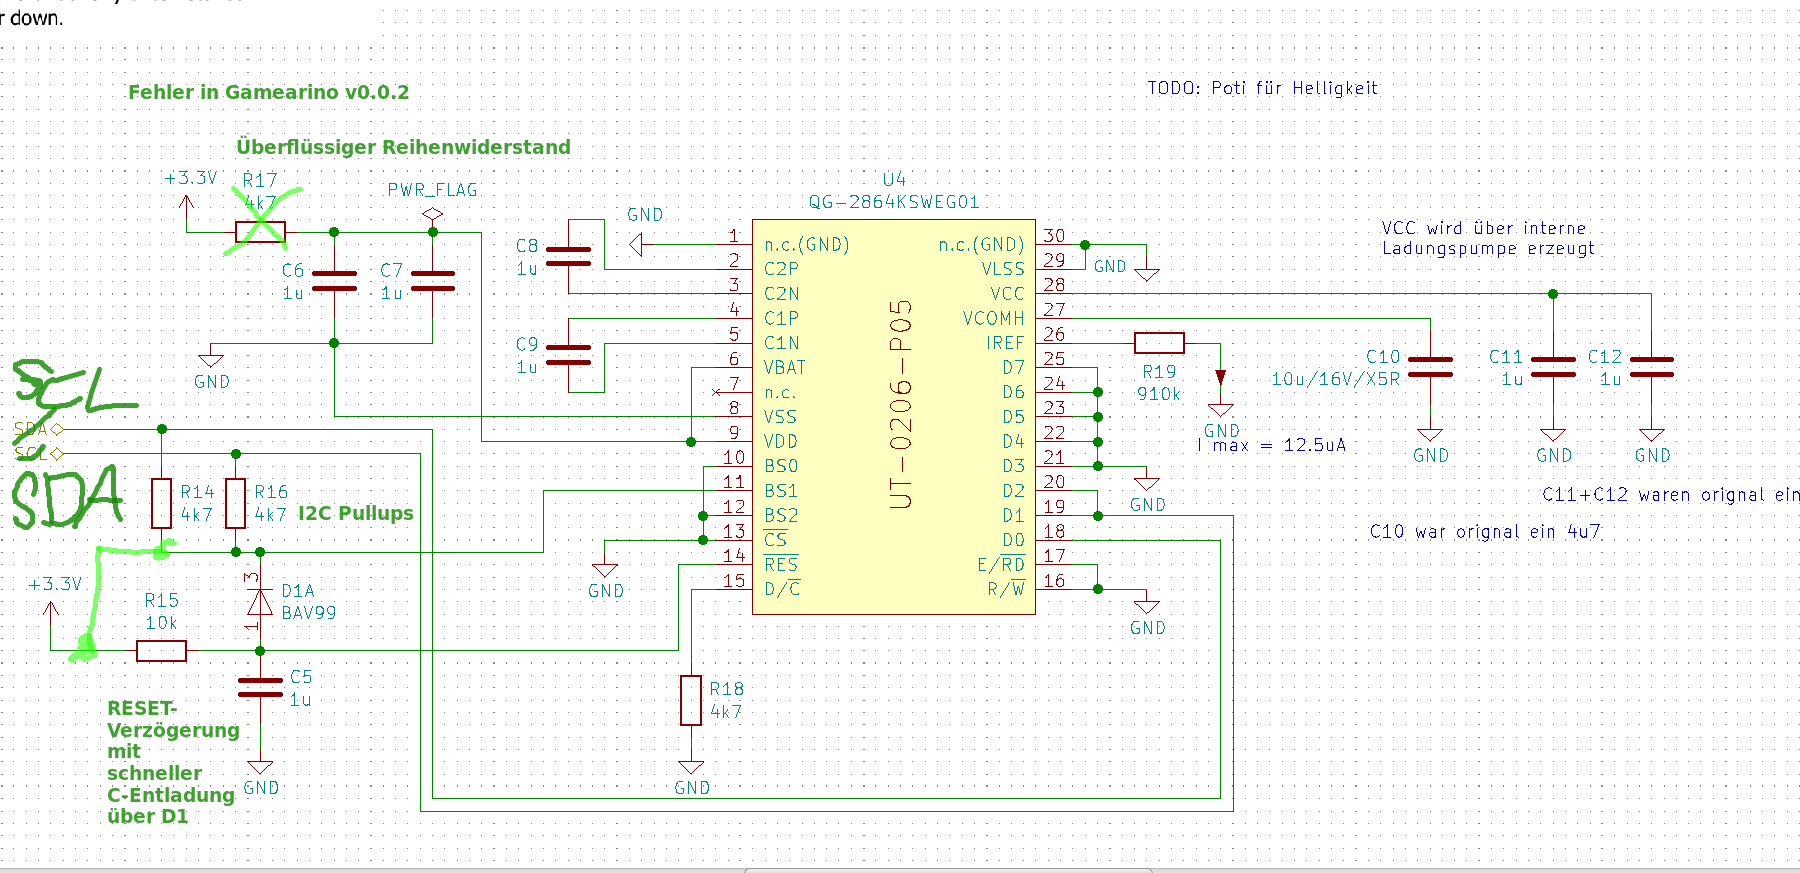 r down.
Fehler in Gamearino v0.0.2
TODO: Poti für Helligkeit
Überflüssiger Reihenwiderstand
+3.3V
R17
4k7
PWR_FLAG
C6
1u
C7
1u
GND
C8
1u
C9
1u
GND
U4
QG-2864KSWEG01
UT-0206-P05
1 n.c.(GND)
2 C2P
3 C2N
4 C1P
5 C1N
6 VBAT
7 n.c.
8 VSS
9 VDD
10 BS0
11 BS1
12 BS2
13 CS
14 RES
15 D/C
n.c.(GND) 30
VLSS 29
VCC 28
VCOMH 27
IREF 26
D7 25
D6 24
D5 23
D4 22
D3 21
D2 20
D1 19
D0 18
E/RD 17
R/W 16
GND
VCC wird über interne
Ladungspumpe erzeugt
R19
910k
GND
I max = 12.5uA
C10
10u/16V/X5R
GND
C11
1u
GND
C12
1u
GND
C11+C12 waren orignal ein
C10 war orignal ein 4u7
GND
GND
SCL
SDA
SCL
SDA
R14
4k7
R16
4k7
I2C Pullups
+3.3V
R15
10k
3
D1A
BAV99
1
C5
1u
GND
GND
R18
4k7
GND
RESET-
Verzögerung
mit
schneller
C-Entladung
über D1